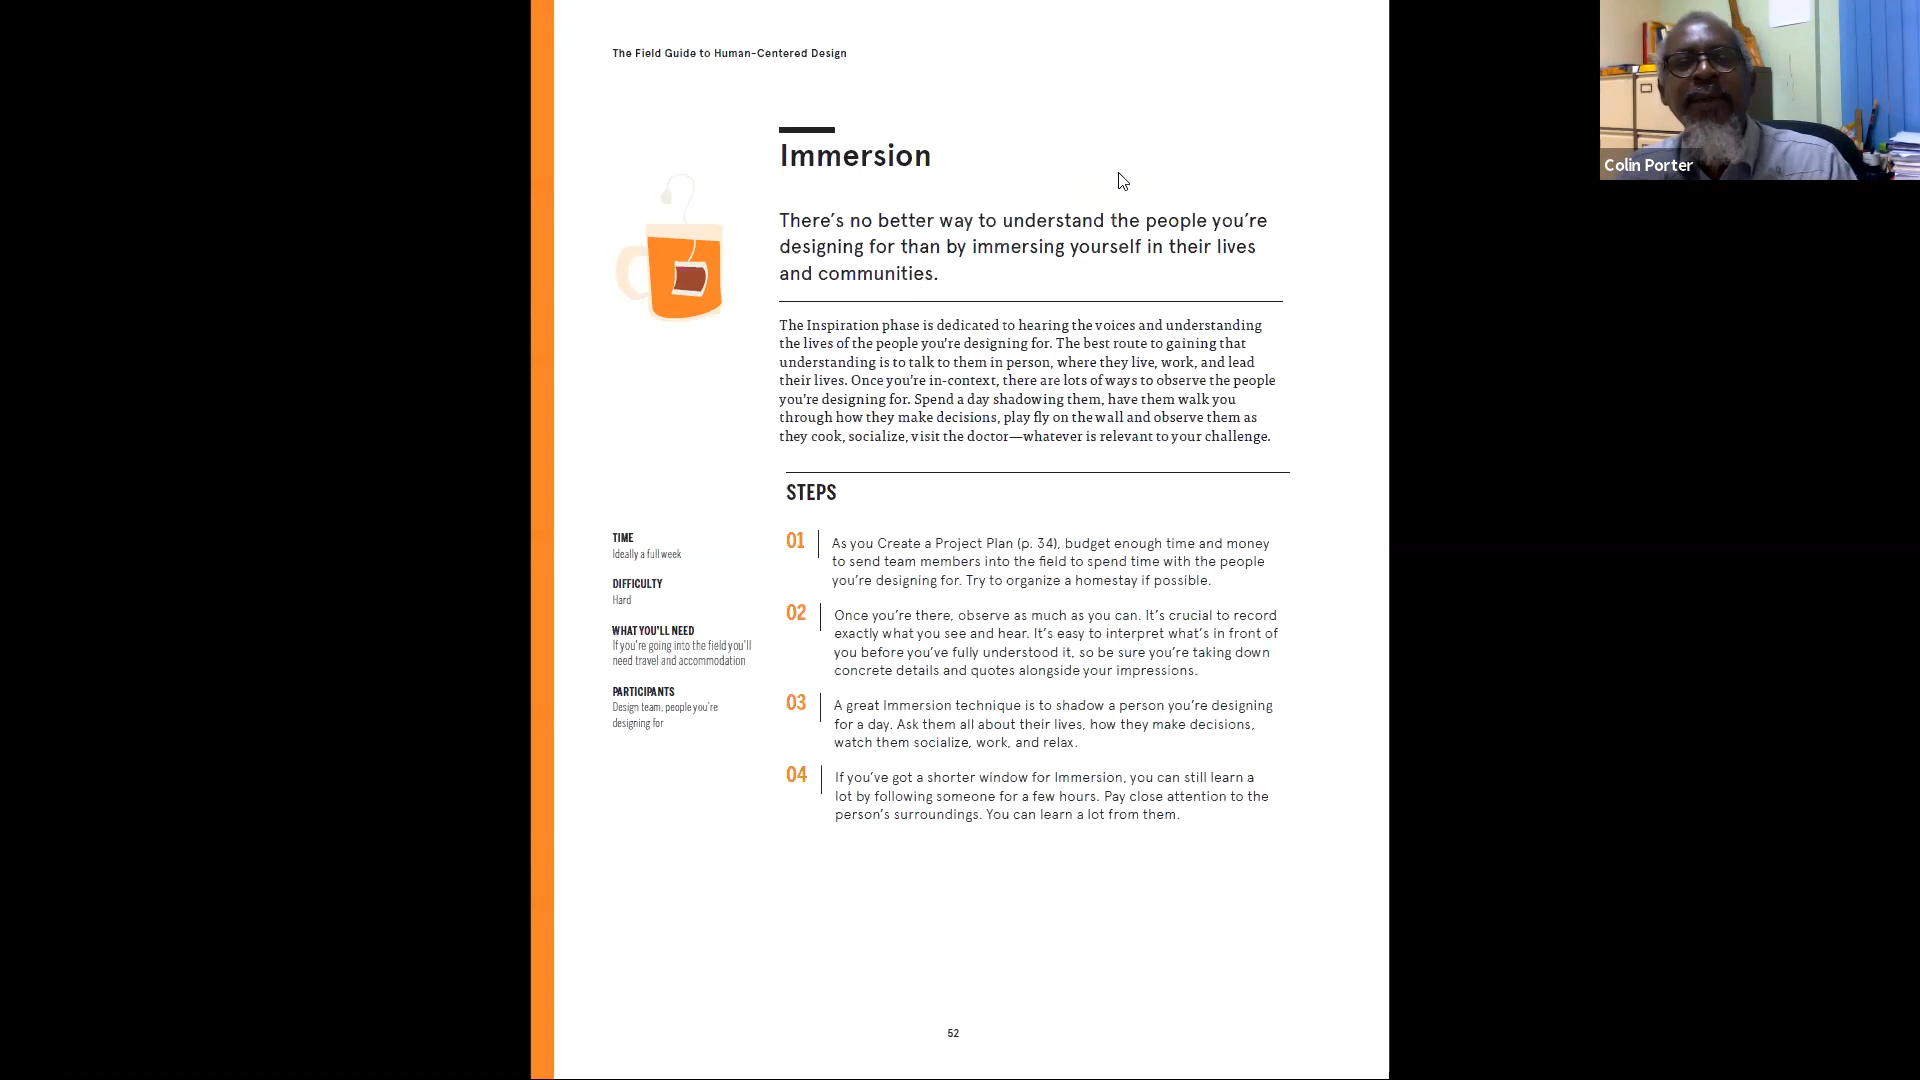 The Field Guide to Human-Centered Design
Immersion
There's no better way to understand the people you're
designing for than by immersing yourself in their lives
and communities.
The Inspiration phase is dedicated to hearing the voices and understanding
the lives of the people you're designing for. The best route to gaining that
understanding is to talk to them in person, where they live, work, and lead
their lives. Once you're in-context, there are lots of ways to observe the people
you're designing for. Spend a day shadowing them, have them walk you
through how they make decisions, play fly on the wall and observe them as
they cook, socialize, visit the doctor—whatever is relevant to your challenge.
STEPS
TIME
Ideally a full week
DIFFICULTY
Hard
WHAT YOU'LL NEED
If you're going into the field you'll
need travel and accommodation
PARTICIPANTS
Design team, people you're
designing for
01
As you Create a Project Plan (p. 34), budget enough time and money
to send team members into the field to spend time with the people
you're designing for. Try to organize a homestay if possible.
02
Once you're there, observe as much as you can. It's crucial to record
exactly what you see and hear. It's easy to interpret what's in front of
you before you've fully understood it, so be sure you're taking down
concrete details and quotes alongside your impressions.
03
A great Immersion technique is to shadow a person you're designing
for a day. Ask them all about their lives, how they make decisions,
watch them socialize, work, and relax.
04
If you've got a shorter window for Immersion, you can still learn a
lot by following someone for a few hours. Pay close attention to the
person's surroundings. You can learn a lot from them.
52
Colin Porter